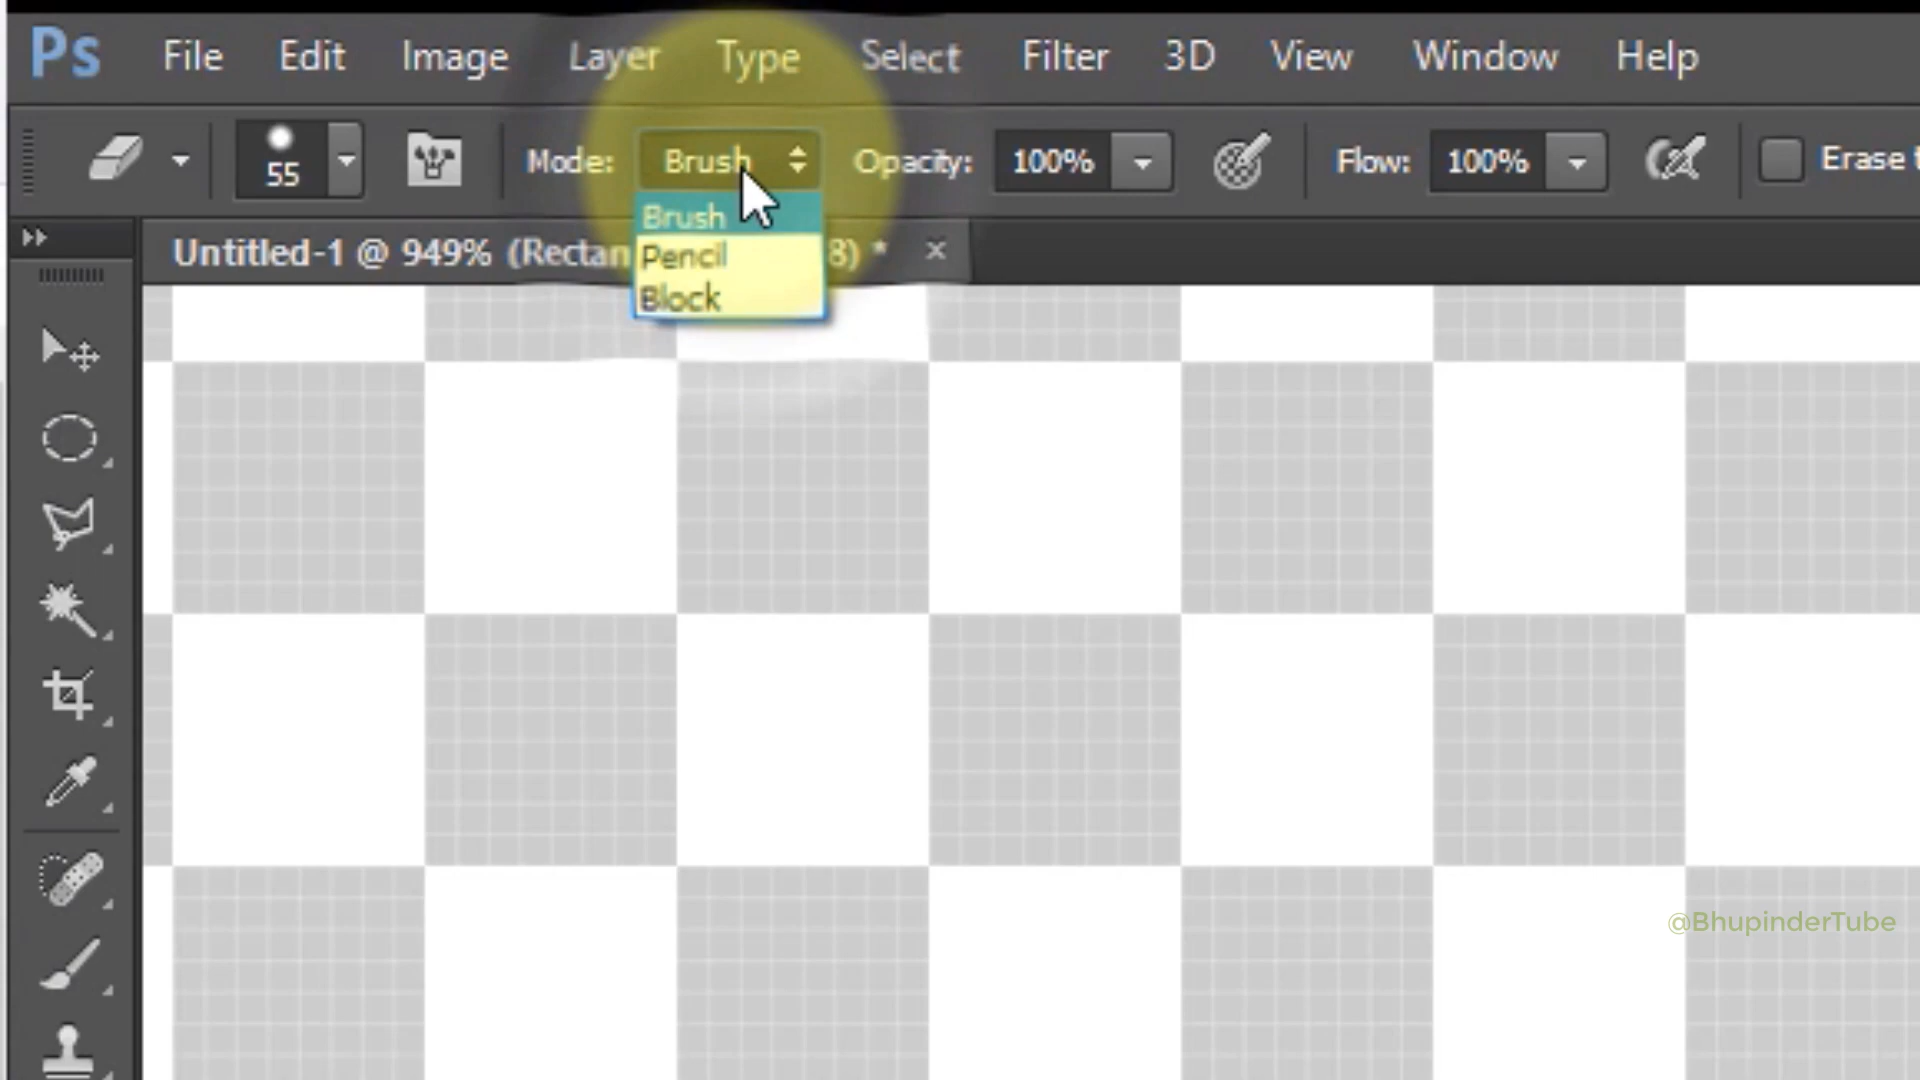 Ps File Edit Image Layer Type Select Filter 3D View Window Help
55 Mode: Brush Opacity: 100% Flow: 100% Erase t
Brush
Pencil
Block
Untitled-1 @ 949% (Rectan 8) *
@BhupinderTube